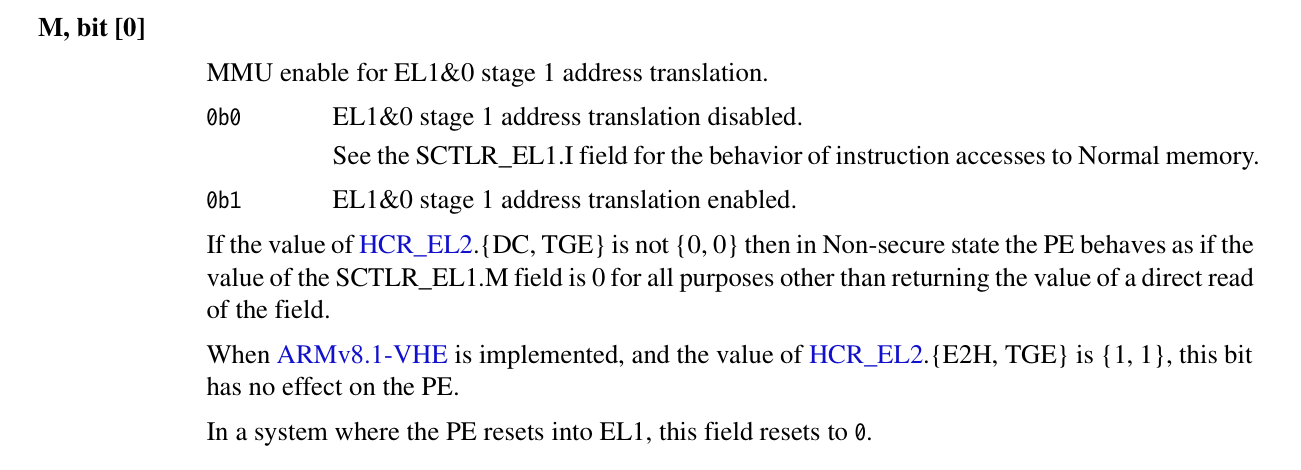 M, bit [0]
MMU enable for EL1&0 stage 1 address translation.
0b0 EL1&0 stage 1 address translation disabled.
See the SCTLR_EL1.I field for the behavior of instruction accesses to Normal memory.
0b1 EL1&0 stage 1 address translation enabled.
If the value of HCR_EL2.{DC, TGE} is not {0, 0} then in Non-secure state the PE behaves as if the
value of the SCTLR_EL1.M field is 0 for all purposes other than returning the value of a direct read
of the field.
When ARMv8.1-VHE is implemented, and the value of HCR_EL2.{E2H, TGE} is {1, 1}, this bit
has no effect on the PE.
In a system where the PE resets into EL1, this field resets to 0.